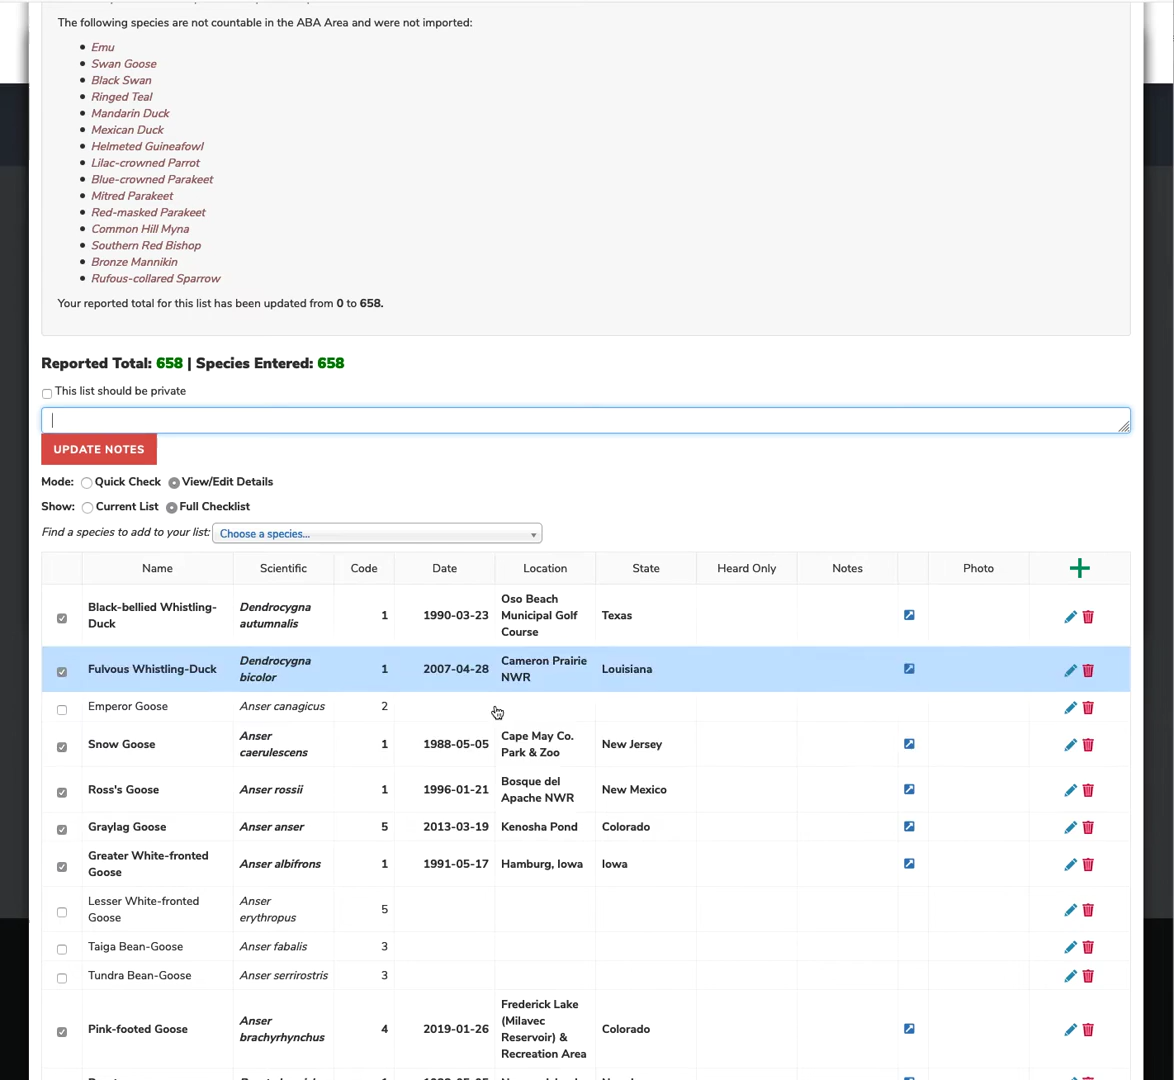 The following species are not countable in the ABA Area and were not imported:
Emu
Swan Goose
Black Swan
Ringed Teal
Mandarin Duck
Mexican Duck
Helmeted Guineafowl
Lilac-crowned Parrot
Blue-crowned Parakeet
Mitred Parakeet
Red-masked Parakeet
Common Hill Myna
Southern Red Bishop
Bronze Mannikin
Rufous-collared Sparrow
Your reported total for this list has been updated from 0 to 658.
Reported Total: 658 | Species Entered: 658
This list should be private
UPDATE NOTES
Mode: Quick Check View/Edit Details
Show: Current List Full Checklist
Find a species to add to your list: Choose a species...
Name Scientific Code Date Location State Heard Only Notes Photo
Black-bellied Whistling-
Duck
Dendrocygna
autumnalis
1
1990-03-23
Oso Beach
Municipal Golf
Course
Texas
Fulvous Whistling-Duck
Dendrocygna
bicolor
1
2007-04-28
Cameron Prairie
NWR
Louisiana
Emperor Goose Anser canagicus 2
Snow Goose
Anser
caerulescens
1
1988-05-05
Cape May Co.
Park & Zoo
New Jersey
Ross's Goose Anser rossii 1 1996-01-21
Bosque del
Apache NWR
New Mexico
Graylag Goose Anser anser 5 2013-03-19 Kenosha Pond Colorado
Greater White-fronted
Goose
Anser albifrons 1 1991-05-17 Hamburg, Iowa Iowa
Lesser White-fronted
Goose
Anser
erythropus
5
Taiga Bean-Goose Anser fabalis 3
Tundra Bean-Goose Anser serrirostris 3
Pink-footed Goose
Anser
brachyrhynchus
4
2019-01-26
Frederick Lake
(Milavec
Reservoir) &
Recreation Area
Colorado